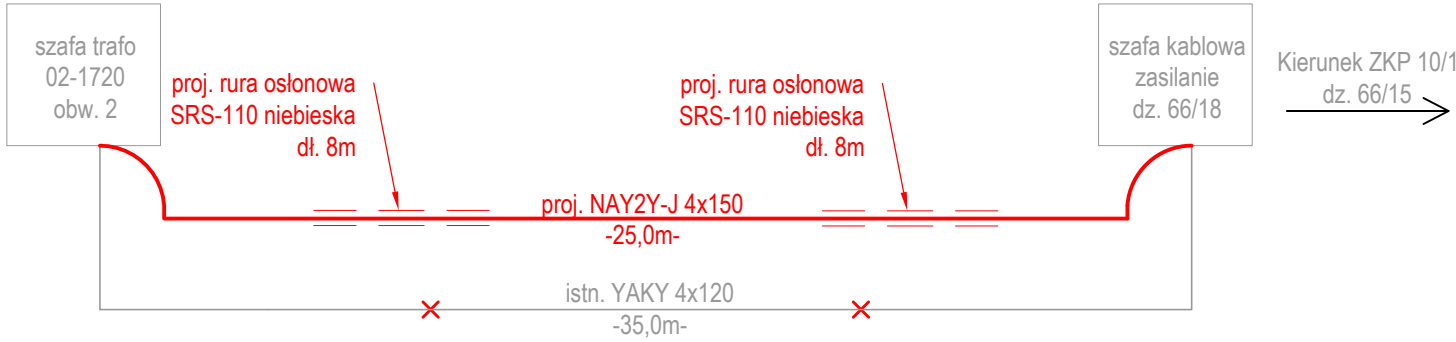 szafa trafo
02-1720
obw. 2
proj. rura osłonowa
SRS-110 niebieska
dł. 8m
proj. rura osłonowa
SRS-110 niebieska
dł. 8m
szafa kablowa
zasilanie
dz. 66/18
Kierunek ZKP 10/1
dz. 66/15
proj. NAY2Y-J 4x150
-25,0m-
istn. YAKY 4x120
-35,0m-